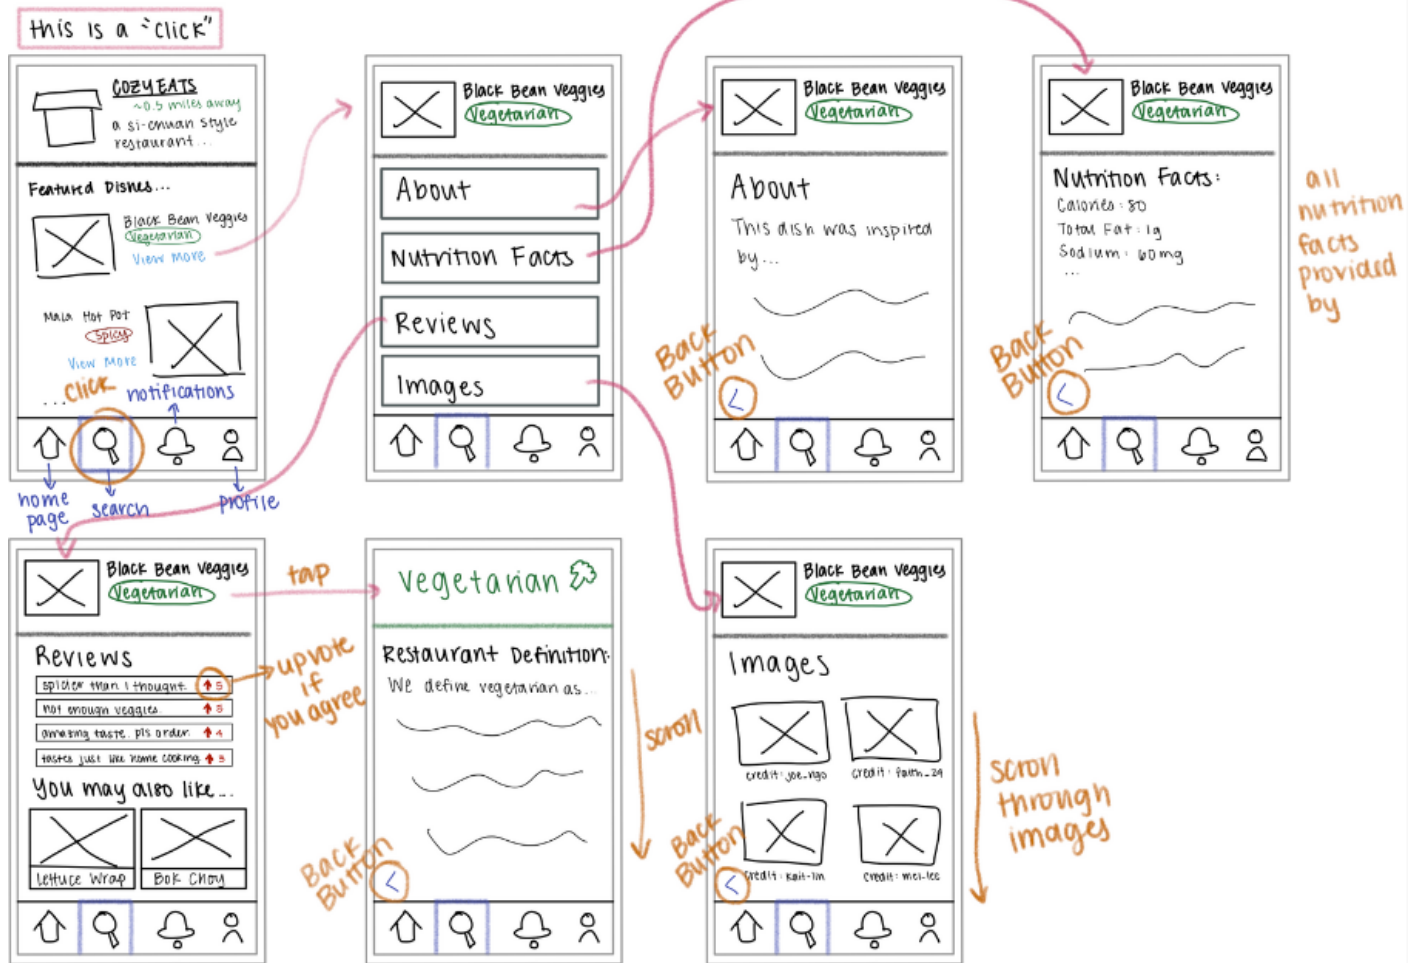 this is a "click"
COZY EATS
~0.5 miles away
a si-chuan style
restaurant...
Featured Dishes...
Black Bean Veggies
Vegetarian
View More
Mala Hot Pot
Spicy
View More
...
click
notifications
home
page
search
profile
Black Bean Veggies
Vegetarian
About
Nutrition Facts
Reviews
Images
Black Bean Veggies
Vegetarian
About
This dish was inspired
by...
Back
Button
<
Black Bean Veggies
Vegetarian
Nutrition Facts:
Calories: 80
Total Fat: 1g
Sodium: 60mg
...
Back
Button
<
all
nutrition
facts
provided
by
Black Bean Veggies
Vegetarian
tap
Reviews
spicier than I thought. 5
not enough veggies. 5
amazing taste. pls order. 4
tastes just like home cooking 3
upvote
if
you agree
You may also like...
Lettuce Wrap
Bok Choy
Vegetarian
Restaurant Definition:
We define vegetarian as...
scroll
Back
Button
<
Black Bean Veggies
Vegetarian
Images
credit: joe_ngo
credit: faith_29
credit: kait-lin
credit: mei-lee
Back
Button
<
scroll
through
images